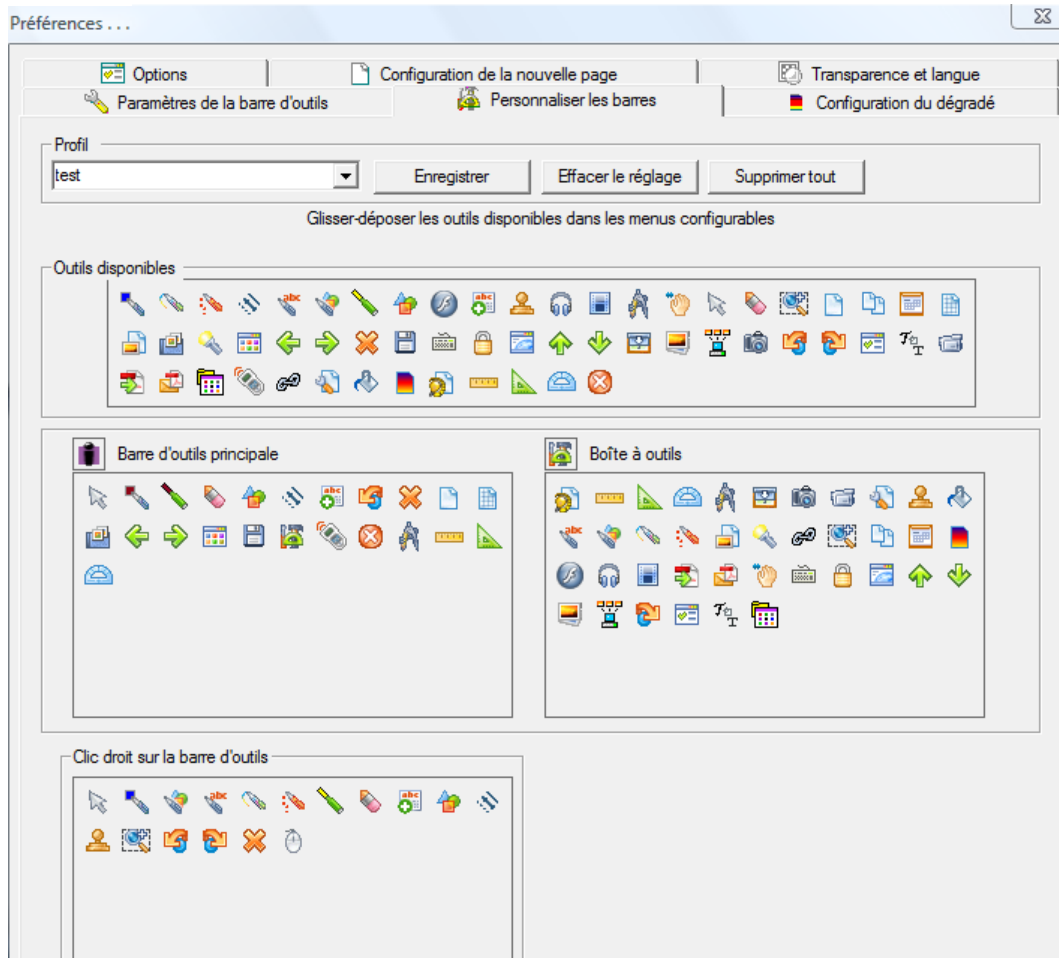 Préférences . . .
Options
Configuration de la nouvelle page
Transparence et langue
Paramètres de la barre d'outils
Personnaliser les barres
Configuration du dégradé
Profil
test
Enregistrer
Effacer le réglage
Supprimer tout
Glisser-déposer les outils disponibles dans les menus configurables
Outils disponibles
Barre d'outils principale
Boîte à outils
Clic droit sur la barre d'outils